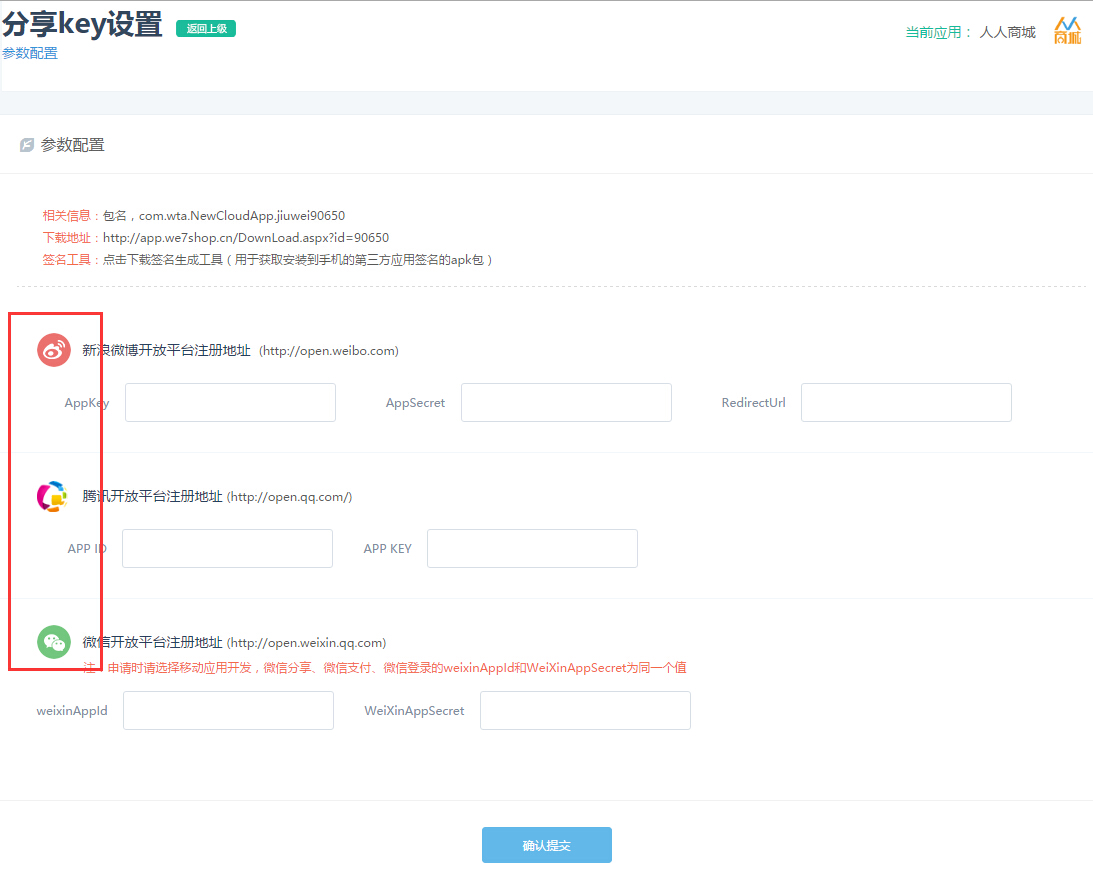 分享key设置 返回上级
当前应用： 人人商城
商城
参数配置
参数配置
相关信息：包名，com.wta.NewCloudApp.jiuwei90650
下载地址：http://app.we7shop.cn/DownLoad.aspx?id=90650
签名工具：点击下载签名生成工具（用于获取安装到手机的第三方应用签名的apk包）
新浪微博开放平台注册地址 (http://open.weibo.com)
AppKey AppSecret RedirectUrl
腾讯开放平台注册地址 (http://open.qq.com/)
APP ID APP KEY
微信开放平台注册地址 (http://open.weixin.qq.com)
注：申请时请选择移动应用开发，微信分享、微信支付、微信登录的weixinAppId和WeiXinAppSecret为同一个值
weixinAppId WeiXinAppSecret
确认提交